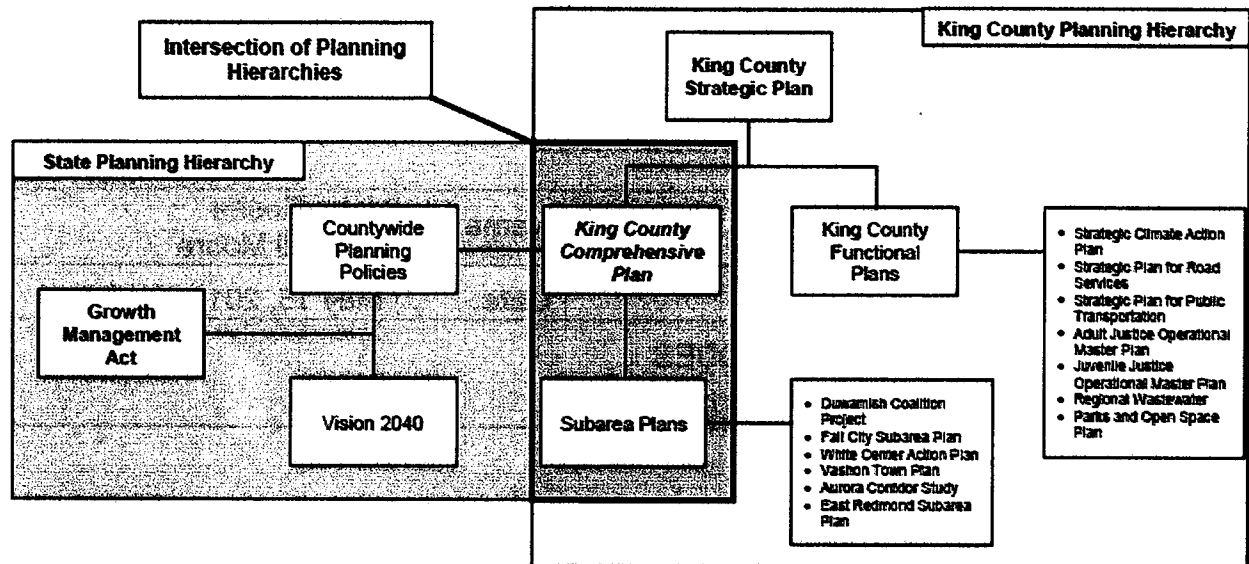 Intersection of Planning
Hierarchies
King County Planning Hierarchy
King County
Strategic Plan
State Planning Hierarchy
Countywide
Planning
Policies
King County
Comprehensive
Plan
King County
Functional
Plans
Growth
Management
Act
Vision 2040
Subarea Plans
• Strategic Climate Action
Plan
• Strategic Plan for Road
Services
• Strategic Plan for Public
Transportation
• Adult Justice Operational
Master Plan
• Juvenile Justice
Operational Master Plan
• Regional Wastewater
• Parks and Open Space
Plan
• Duwamish Coalition
Project
• Fall City Subarea Plan
• White Center Action Plan
• Vashon Town Plan
• Aurora Corridor Study
• East Redmond Subarea
Plan